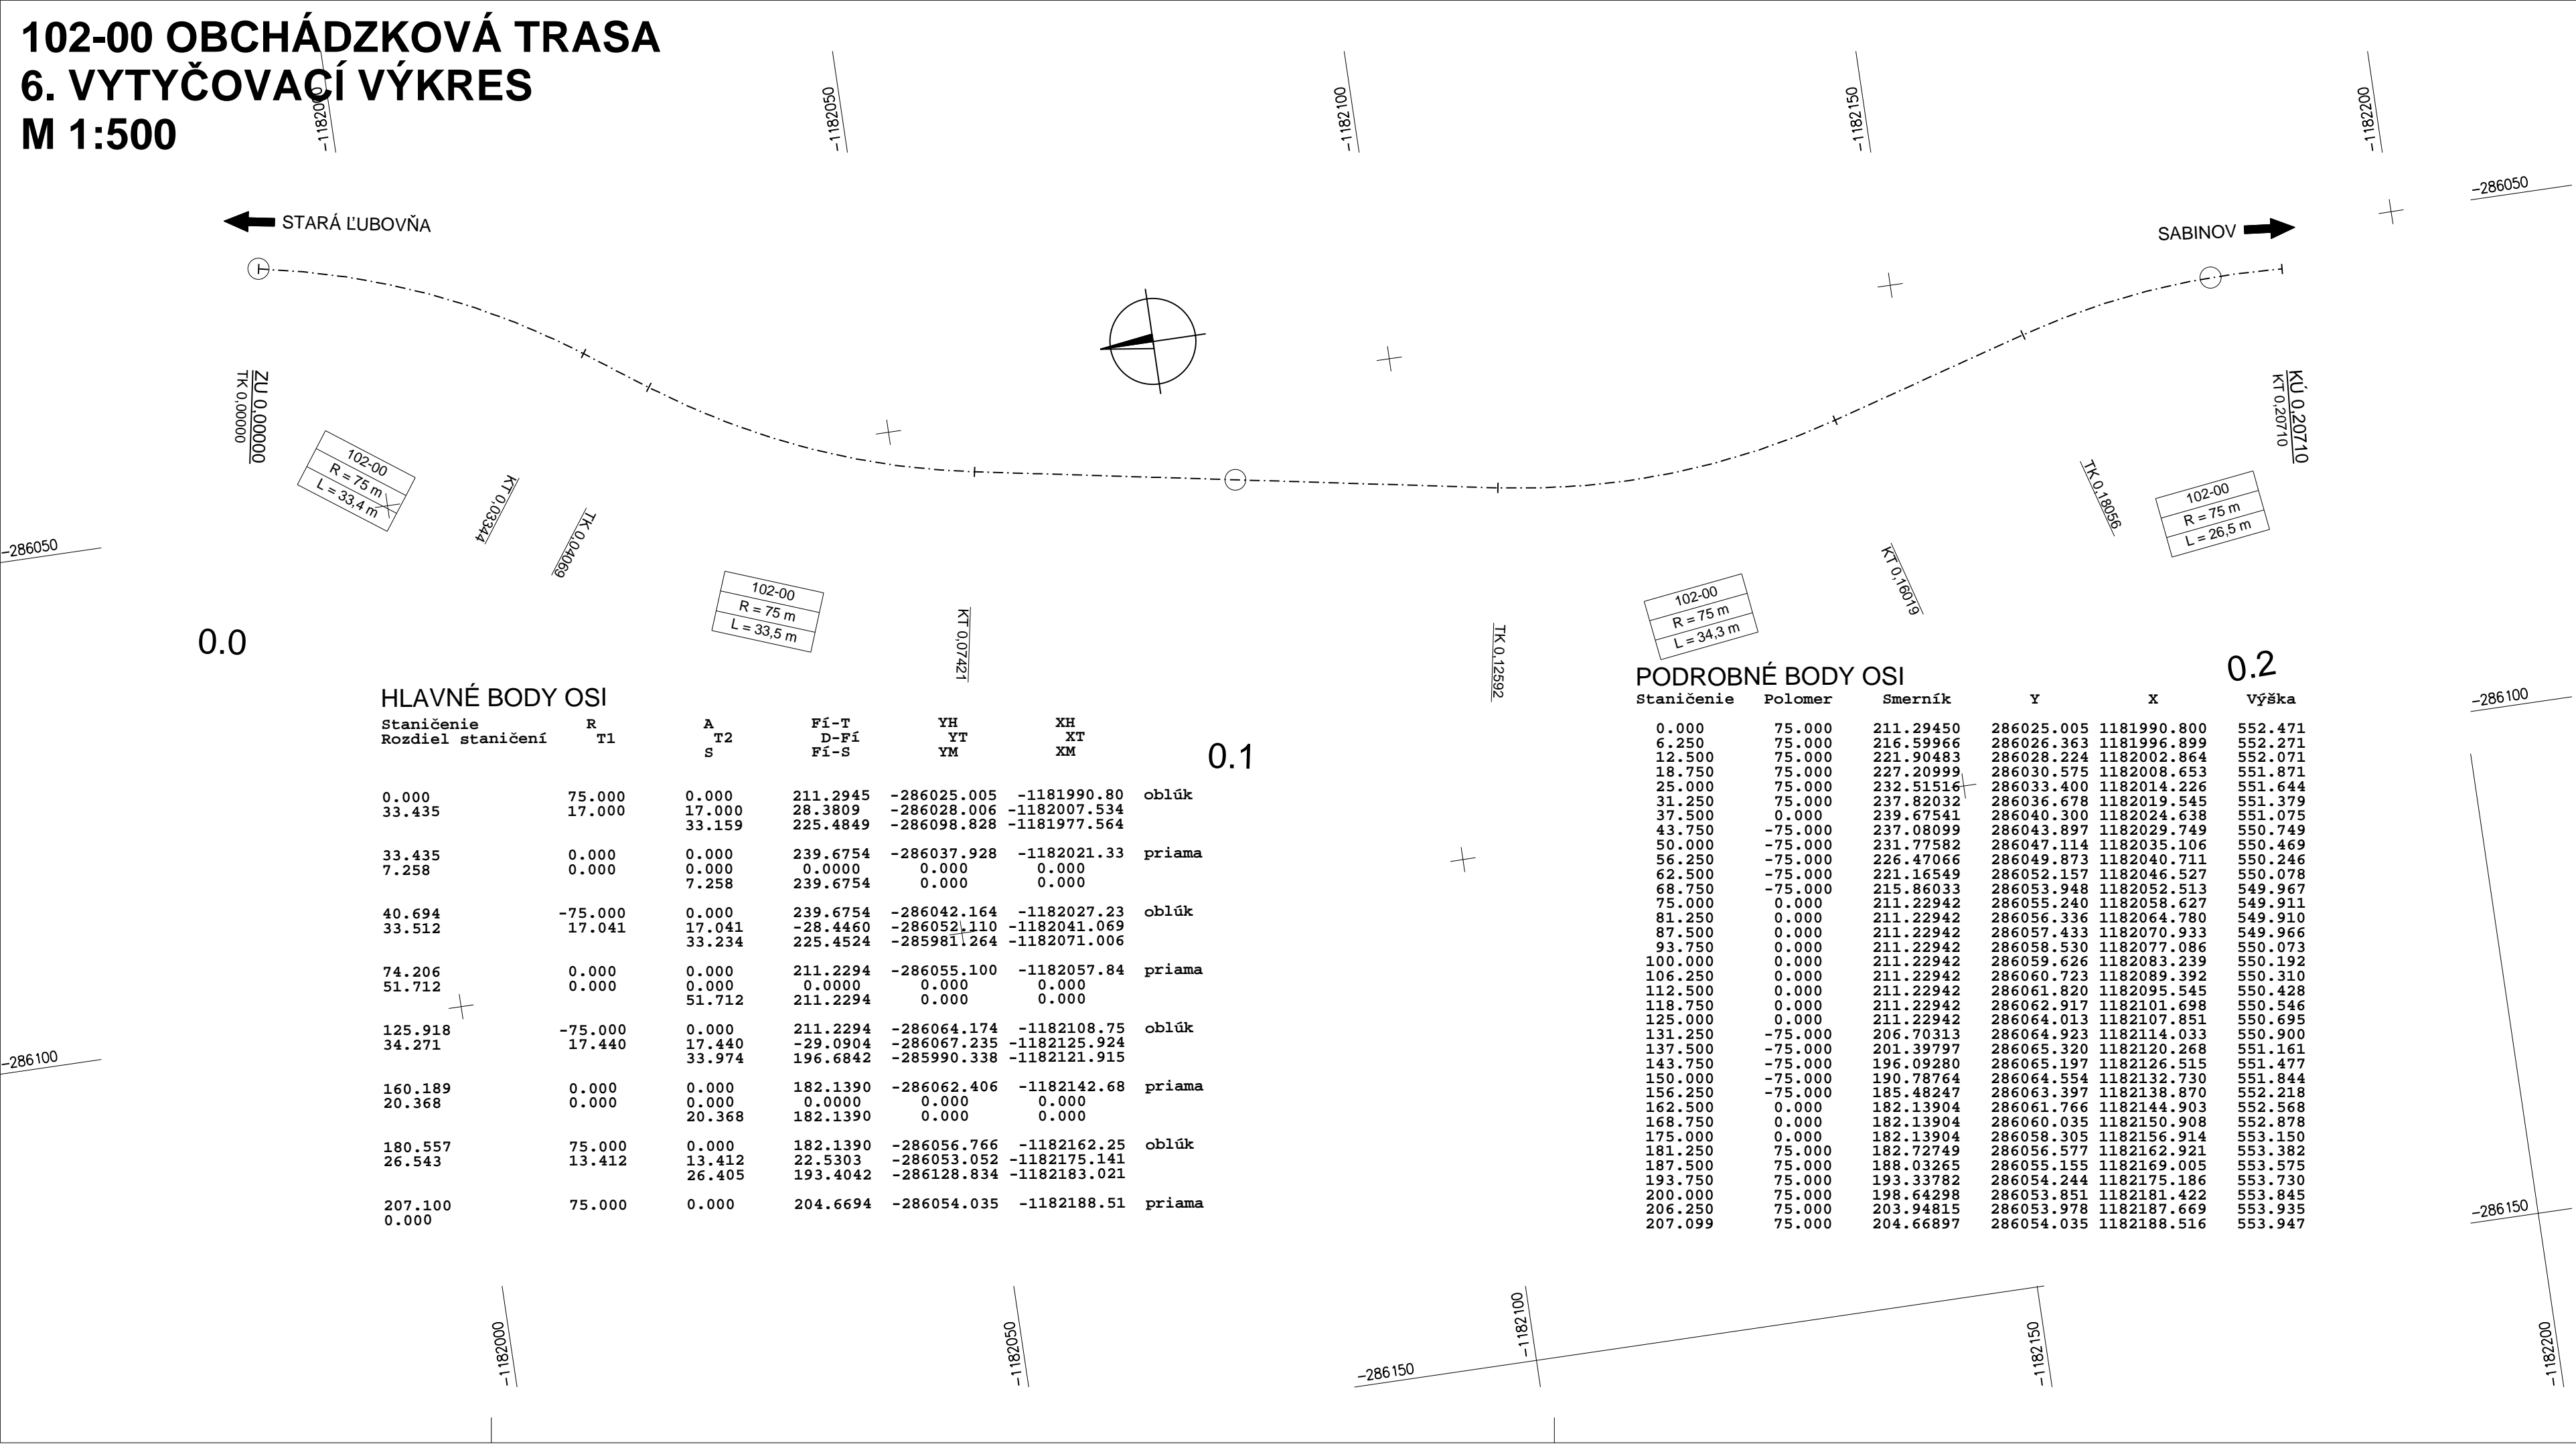 102-00 OBCHÁDZKOVÁ TRASA
6. VYTYČOVACÍ VÝKRES
M 1:500
-1182000
-1182050
-1182100
-1182150
-1182200
-286050
STARÁ ĽUBOVŇA
SABINOV
ZU 0,00000
TK 0,00000
102-00
R = 75 m
L = 33,4 m
KT 0,03344
TK 0,04069
102-00
R = 75 m
L = 33,5 m
KT 0,07421
TK 0,12592
102-00
R = 75 m
L = 34,3 m
KT 0,16019
TK 0,18056
102-00
R = 75 m
L = 26,5 m
KÚ 0,20710
KT 0,20710
-286050
0.0
0.1
0.2
-286100
HLAVNÉ BODY OSI
Staničenie R A Fí-T YH XH
Rozdiel staničení T1 T2 D-Fí YT XT
S Fí-S YM XM
0.000 75.000 0.000 211.2945 -286025.005 -1181990.80 oblúk
33.435 17.000 17.000 28.3809 -286028.006 -1182007.534
33.159 225.4849 -286098.828 -1181977.564
33.435 0.000 0.000 239.6754 -286037.928 -1182021.33 priama
7.258 0.000 0.000 0.0000 0.000 0.000
7.258 239.6754 0.000 0.000
40.694 -75.000 0.000 239.6754 -286042.164 -1182027.23 oblúk
33.512 17.041 17.041 -28.4460 -286052.110 -1182041.069
33.234 225.4524 -285981.264 -1182071.006
74.206 0.000 0.000 211.2294 -286055.100 -1182057.84 priama
51.712 0.000 0.000 0.0000 0.000 0.000
51.712 211.2294 0.000 0.000
125.918 -75.000 0.000 211.2294 -286064.174 -1182108.75 oblúk
34.271 17.440 17.440 -29.0904 -286067.235 -1182125.924
33.974 196.6842 -285990.338 -1182121.915
160.189 0.000 0.000 182.1390 -286062.406 -1182142.68 priama
20.368 0.000 0.000 0.0000 0.000 0.000
20.368 182.1390 0.000 0.000
180.557 75.000 0.000 182.1390 -286056.766 -1182162.25 oblúk
26.543 13.412 13.412 22.5303 -286053.052 -1182175.141
26.405 193.4042 -286128.834 -1182183.021
207.100 75.000 0.000 204.6694 -286054.035 -1182188.51 priama
0.000
PODROBNÉ BODY OSI
Staničenie Polomer Smerník Y X Výška
0.000 75.000 211.29450 286025.005 1181990.800 552.471
6.250 75.000 216.59966 286026.363 1181996.899 552.271
12.500 75.000 221.90483 286028.224 1182002.864 552.071
18.750 75.000 227.20999 286030.575 1182008.653 551.871
25.000 75.000 232.51516 286033.400 1182014.226 551.644
31.250 75.000 237.82032 286036.678 1182019.545 551.379
37.500 0.000 239.67541 286040.300 1182024.638 551.075
43.750 -75.000 237.08099 286043.897 1182029.749 550.749
50.000 -75.000 231.77582 286047.114 1182035.106 550.469
56.250 -75.000 226.47066 286049.873 1182040.711 550.246
62.500 -75.000 221.16549 286052.157 1182046.527 550.078
68.750 -75.000 215.86033 286053.948 1182052.513 549.967
75.000 0.000 211.22942 286055.240 1182058.627 549.911
81.250 0.000 211.22942 286056.336 1182064.780 549.910
87.500 0.000 211.22942 286057.433 1182070.933 549.966
93.750 0.000 211.22942 286058.530 1182077.086 550.073
100.000 0.000 211.22942 286059.626 1182083.239 550.192
106.250 0.000 211.22942 286060.723 1182089.392 550.310
112.500 0.000 211.22942 286061.820 1182095.545 550.428
118.750 0.000 211.22942 286062.917 1182101.698 550.546
125.000 0.000 211.22942 286064.013 1182107.851 550.695
131.250 -75.000 206.70313 286064.923 1182114.033 550.900
137.500 -75.000 201.39797 286065.320 1182120.268 551.161
143.750 -75.000 196.09280 286065.197 1182126.515 551.477
150.000 -75.000 190.78764 286064.554 1182132.730 551.844
156.250 -75.000 185.48247 286063.397 1182138.870 552.218
162.500 0.000 182.13904 286061.766 1182144.903 552.568
168.750 0.000 182.13904 286060.035 1182150.908 552.878
175.000 0.000 182.13904 286058.305 1182156.914 553.150
181.250 75.000 182.72749 286056.577 1182162.921 553.382
187.500 75.000 188.03265 286055.155 1182169.005 553.575
193.750 75.000 193.33782 286054.244 1182175.186 553.730
200.000 75.000 198.64298 286053.851 1182181.422 553.845
206.250 75.000 203.94815 286053.978 1182187.669 553.935
207.099 75.000 204.66897 286054.035 1182188.516 553.947
-286100
-286150
-1182000
-1182050
-1182100
-1182150
-1182200
-286150